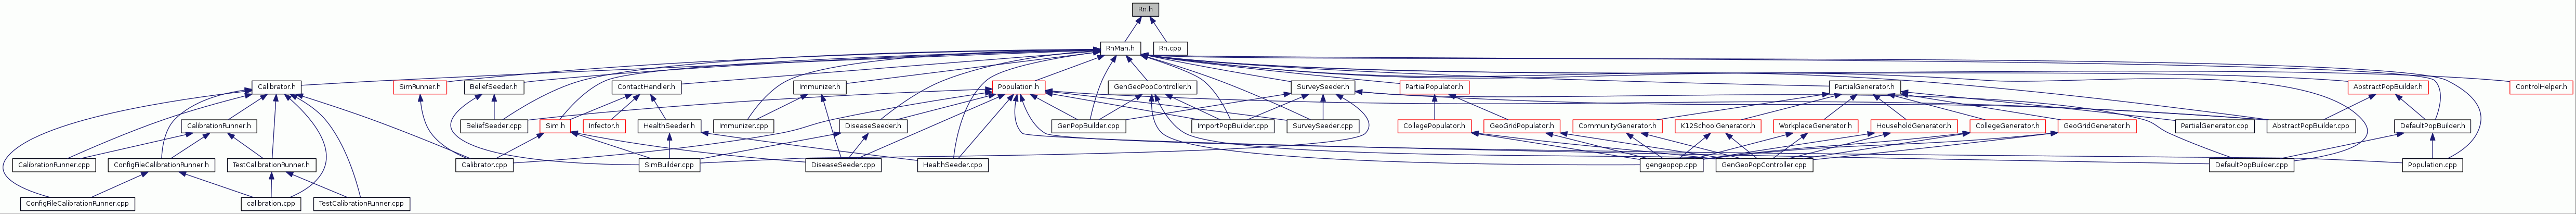 Rn.h
RnMan.h
Rn.cpp
Calibrator.h
SimRunner.h
BeliefSeeder.h
ContactHandler.h
Immunizer.h
Population.h
GenGeoPopController.h
SurveySeeder.h
PartialPopulator.h
PartialGenerator.h
AbstractPopBuilder.h
ControlHelper.h
CalibrationRunner.h
BeliefSeeder.cpp
Sim.h
Infector.h
HealthSeeder.h
Immunizer.cpp
DiseaseSeeder.h
GenPopBuilder.cpp
ImportPopBuilder.cpp
SurveySeeder.cpp
CollegePopulator.h
GeoGridPopulator.h
CommunityGenerator.h
K12SchoolGenerator.h
WorkplaceGenerator.h
HouseholdGenerator.h
CollegeGenerator.h
GeoGridGenerator.h
PartialGenerator.cpp
AbstractPopBuilder.cpp
DefaultPopBuilder.h
CalibrationRunner.cpp
ConfigFileCalibrationRunner.h
TestCalibrationRunner.h
Calibrator.cpp
SimBuilder.cpp
DiseaseSeeder.cpp
HealthSeeder.cpp
gengeopop.cpp
GenGeoPopController.cpp
DefaultPopBuilder.cpp
Population.cpp
ConfigFileCalibrationRunner.cpp
calibration.cpp
TestCalibrationRunner.cpp